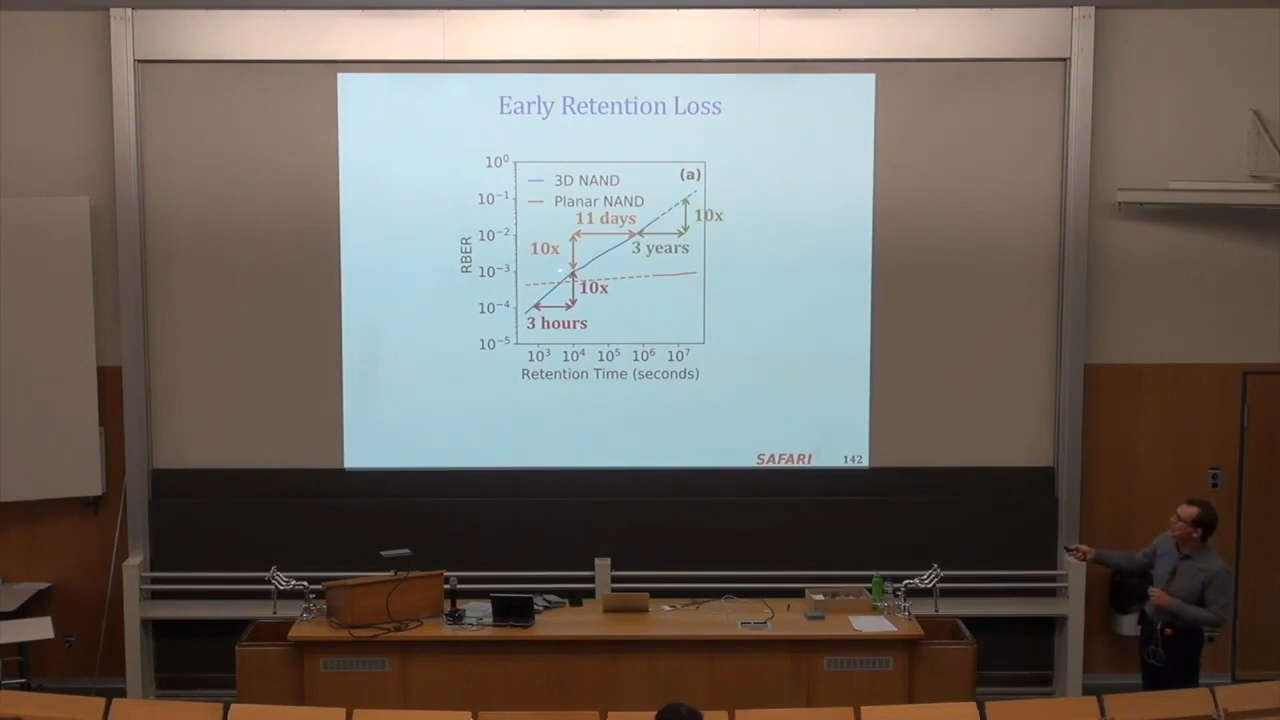 Early Retention Loss
10⁰
10⁻¹
10⁻²
10⁻³
10⁻⁴
10⁻⁵
RBER
3D NAND
(a)
Planar NAND
11 days
10x
10x
3 years
10x
3 hours
10³ 10⁴ 10⁵ 10⁶ 10⁷
Retention Time (seconds)
SAFARI 142